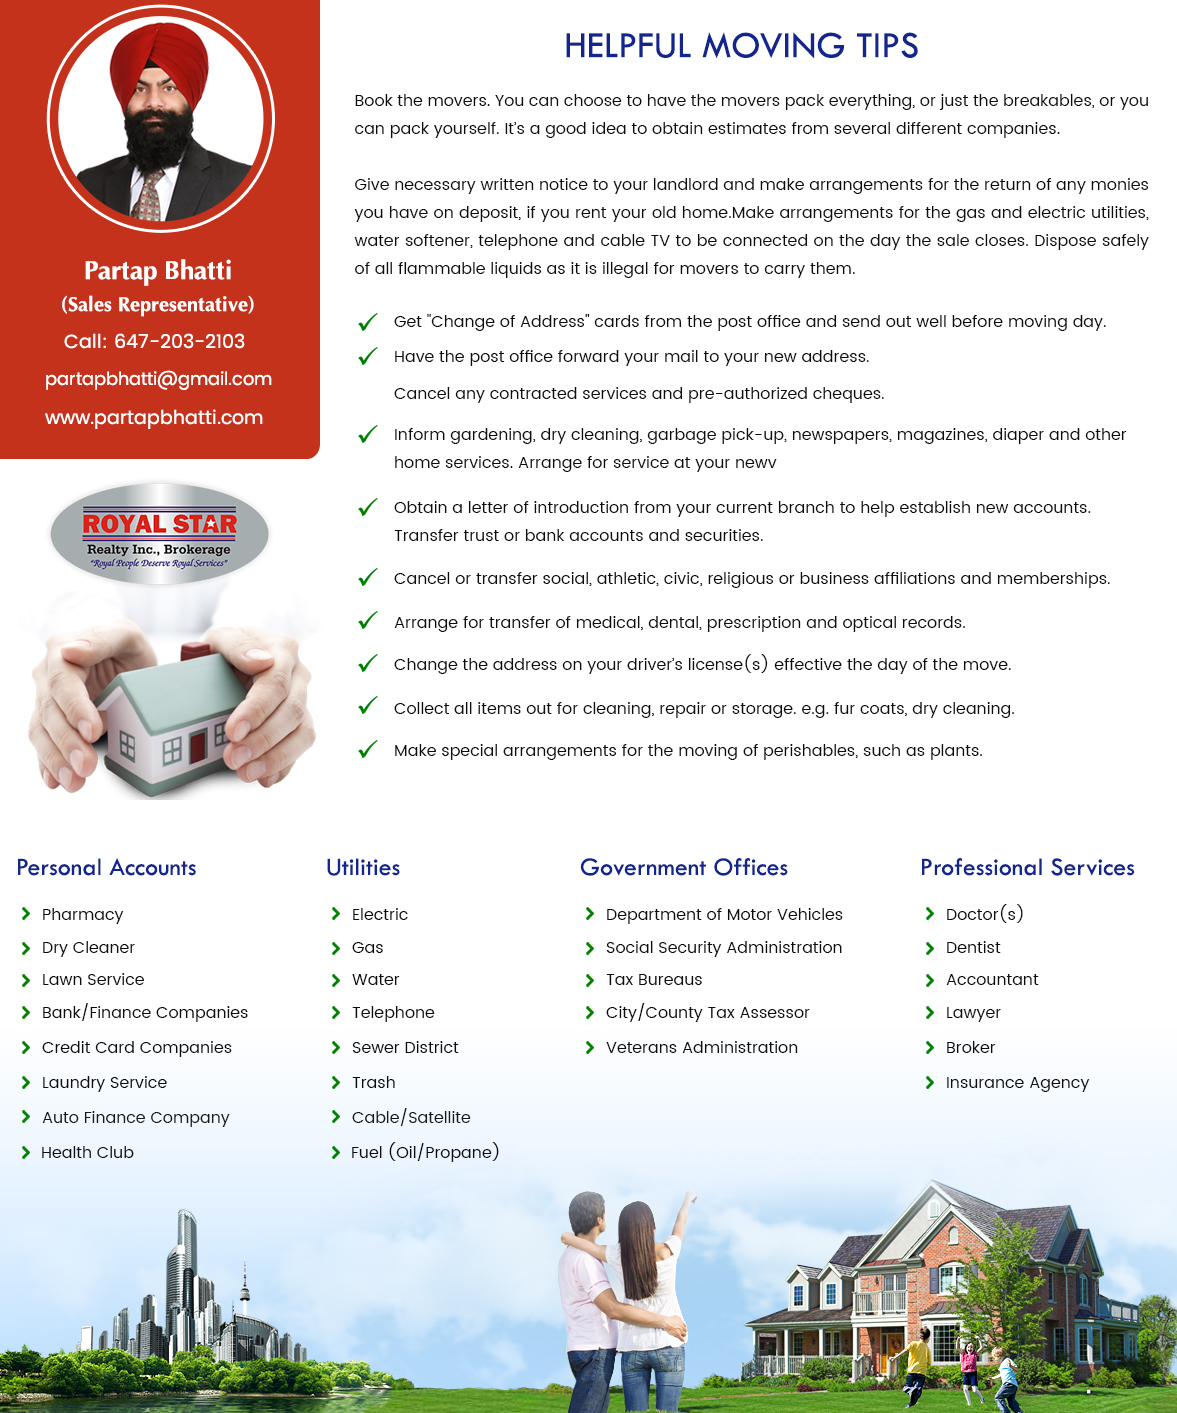 Partap Bhatti
(Sales Representative)
Call: 647-203-2103
partapbhatti@gmail.com
www.partapbhatti.com
ROYAL STAR
Realty Inc., Brokerage
"Royal People Deserve Royal Services"
HELPFUL MOVING TIPS
Book the movers. You can choose to have the movers pack everything, or just the breakables, or you
can pack yourself. It's a good idea to obtain estimates from several different companies.
Give necessary written notice to your landlord and make arrangements for the return of any monies
you have on deposit, if you rent your old home.Make arrangements for the gas and electric utilities,
water softener, telephone and cable TV to be connected on the day the sale closes. Dispose safely
of all flammable liquids as it is illegal for movers to carry them.
Get "Change of Address" cards from the post office and send out well before moving day.
Have the post office forward your mail to your new address.
Cancel any contracted services and pre-authorized cheques.
Inform gardening, dry cleaning, garbage pick-up, newspapers, magazines, diaper and other
home services. Arrange for service at your newv
Obtain a letter of introduction from your current branch to help establish new accounts.
Transfer trust or bank accounts and securities.
Cancel or transfer social, athletic, civic, religious or business affiliations and memberships.
Arrange for transfer of medical, dental, prescription and optical records.
Change the address on your driver's license(s) effective the day of the move.
Collect all items out for cleaning, repair or storage. e.g. fur coats, dry cleaning.
Make special arrangements for the moving of perishables, such as plants.
Personal Accounts
Pharmacy
Dry Cleaner
Lawn Service
Bank/Finance Companies
Credit Card Companies
Laundry Service
Auto Finance Company
Health Club
Utilities
Electric
Gas
Water
Telephone
Sewer District
Trash
Cable/Satellite
Fuel (Oil/Propane)
Government Offices
Department of Motor Vehicles
Social Security Administration
Tax Bureaus
City/County Tax Assessor
Veterans Administration
Professional Services
Doctor(s)
Dentist
Accountant
Lawyer
Broker
Insurance Agency